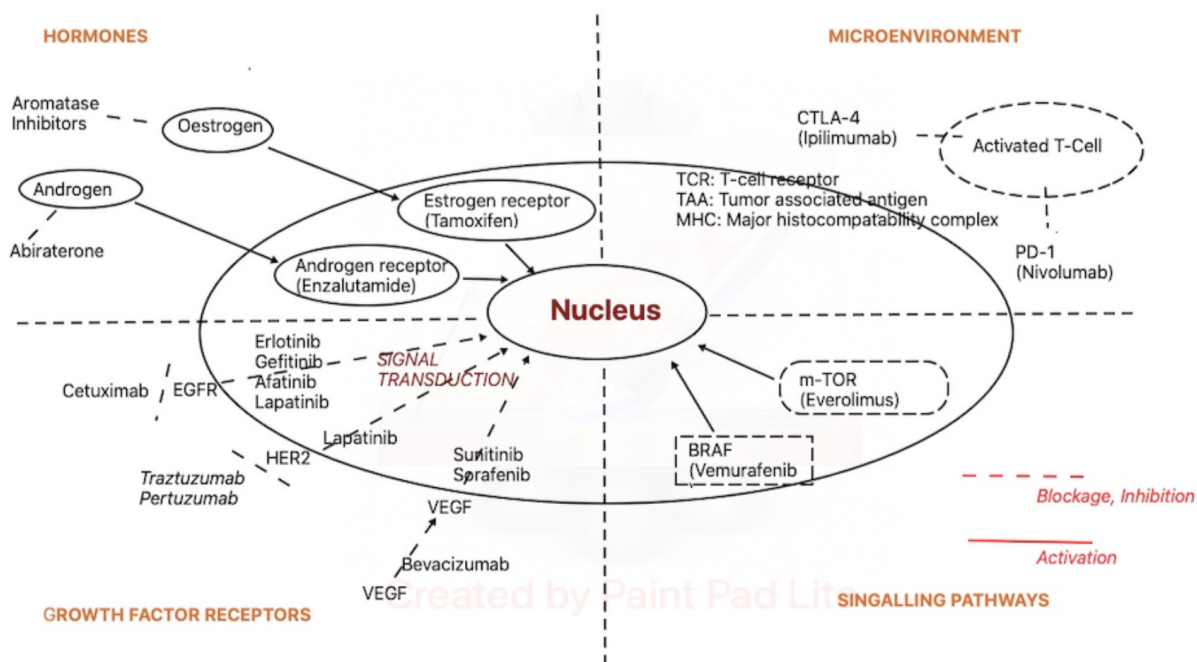 HORMONES
MICROENVIRONMENT
Aromatase
Inhibitors
Oestrogen
Androgen
Abiraterone
Estrogen receptor
(Tamoxifen)
Androgen receptor
(Enzalutamide)
CTLA-4
(Ipilimumab)
Activated T-Cell
TCR: T-cell receptor
TAA: Tumor associated antigen
MHC: Major histocompatability complex
PD-1
(Nivolumab)
Nucleus
Erlotinib
Gefitinib
Afatinib
Lapatinib
SIGNAL
TRANSDUCTION
Cetuximab
EGFR
Lapatinib
HER2
Traztuzumab
Pertuzumab
Sunitinib
Sorafenib
VEGF
Bevacizumab
VEGF
m-TOR
(Everolimus)
BRAF
(Vemurafenib
Blockage, Inhibition
Activation
Created by Paint Pad Lite
GROWTH FACTOR RECEPTORS
SINGALLING PATHWAYS